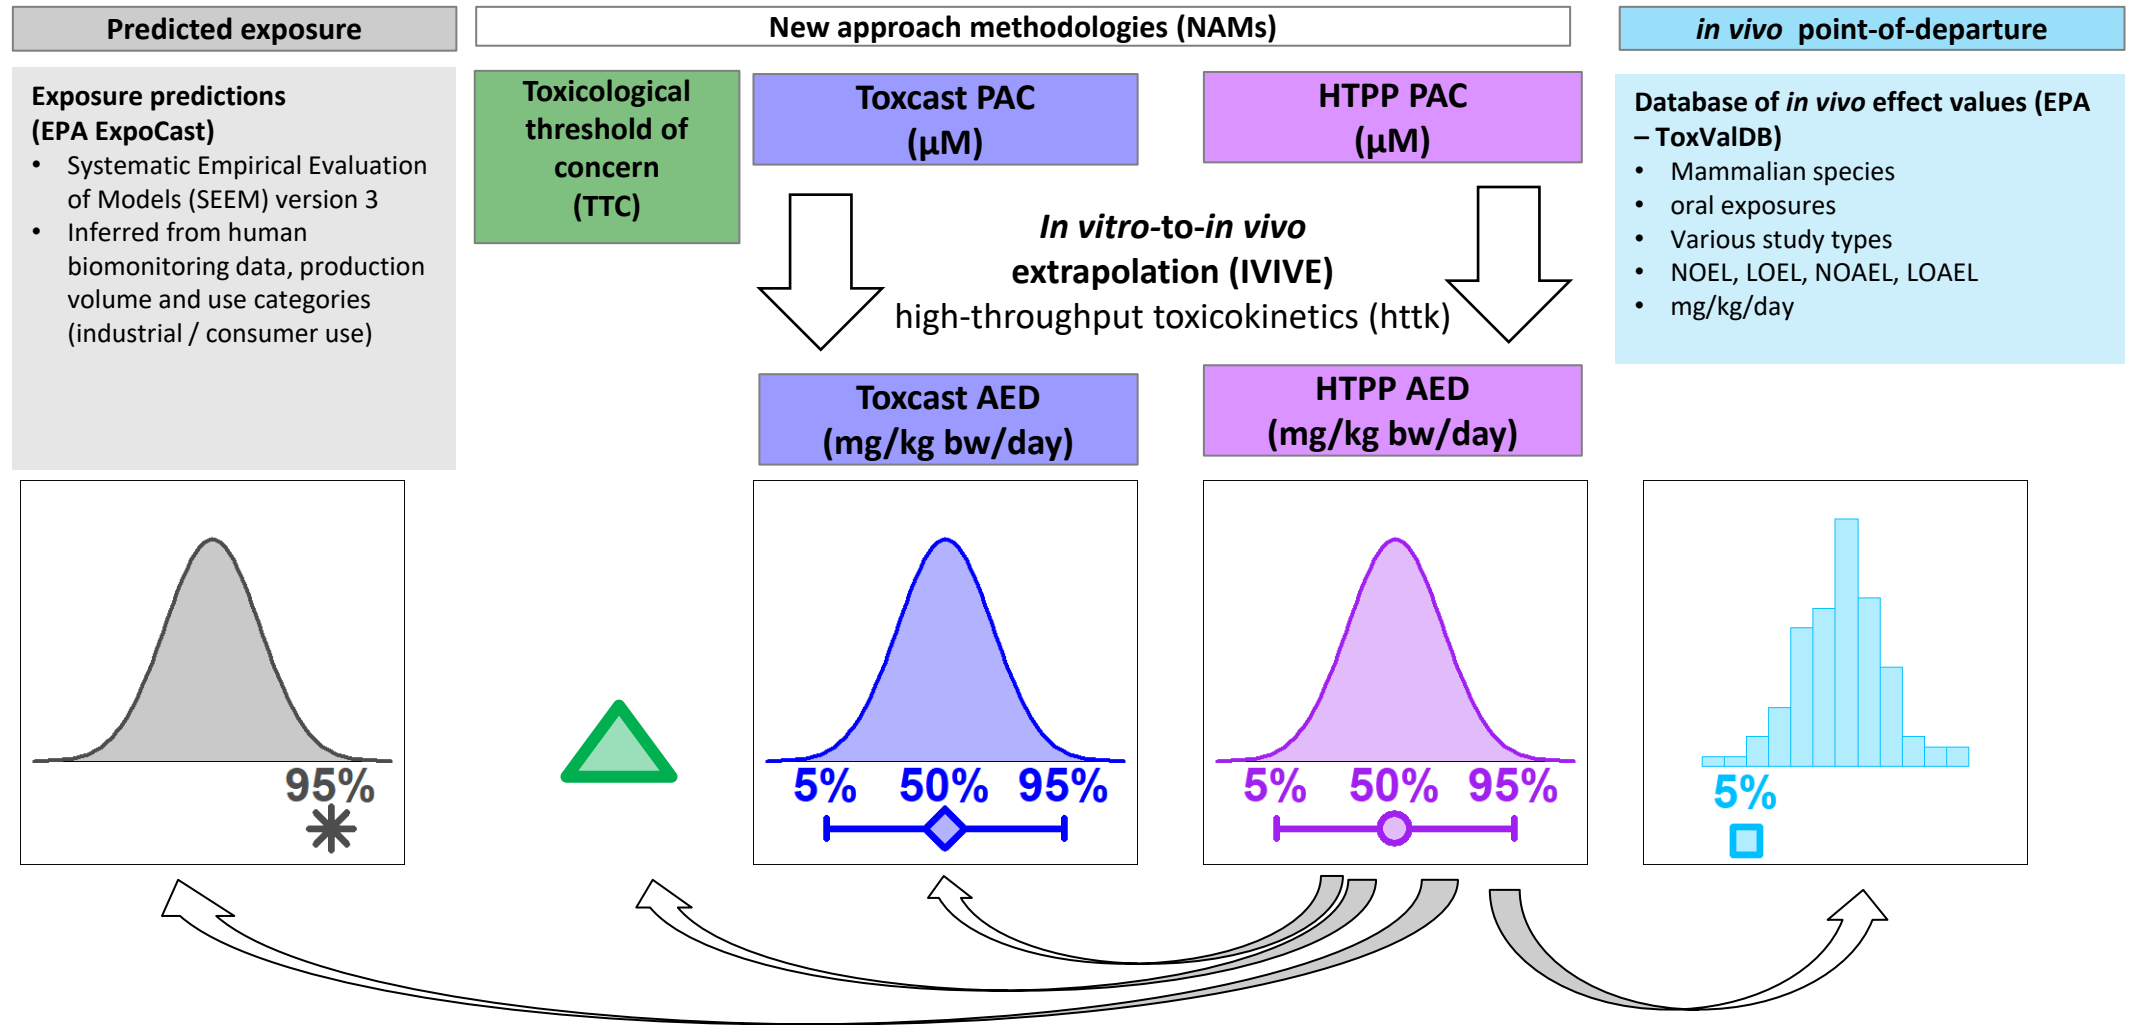 Predicted exposure
New approach methodologies (NAMs)
in vivo point-of-departure
Exposure predictions
(EPA ExpoCast)
• Systematic Empirical Evaluation
of Models (SEEM) version 3
• Inferred from human
biomonitoring data, production
volume and use categories
(industrial / consumer use)
Toxicological
threshold of
concern
(TTC)
Toxcast PAC
(µM)
HTPP PAC
(µM)
In vitro-to-in vivo
extrapolation (IVIVE)
high-throughput toxicokinetics (httk)
Toxcast AED
(mg/kg bw/day)
HTPP AED
(mg/kg bw/day)
Database of in vivo effect values (EPA
– ToxValDB)
• Mammalian species
• oral exposures
• Various study types
• NOEL, LOEL, NOAEL, LOAEL
• mg/kg/day
95%
5% 50% 95%
5% 50% 95%
5%